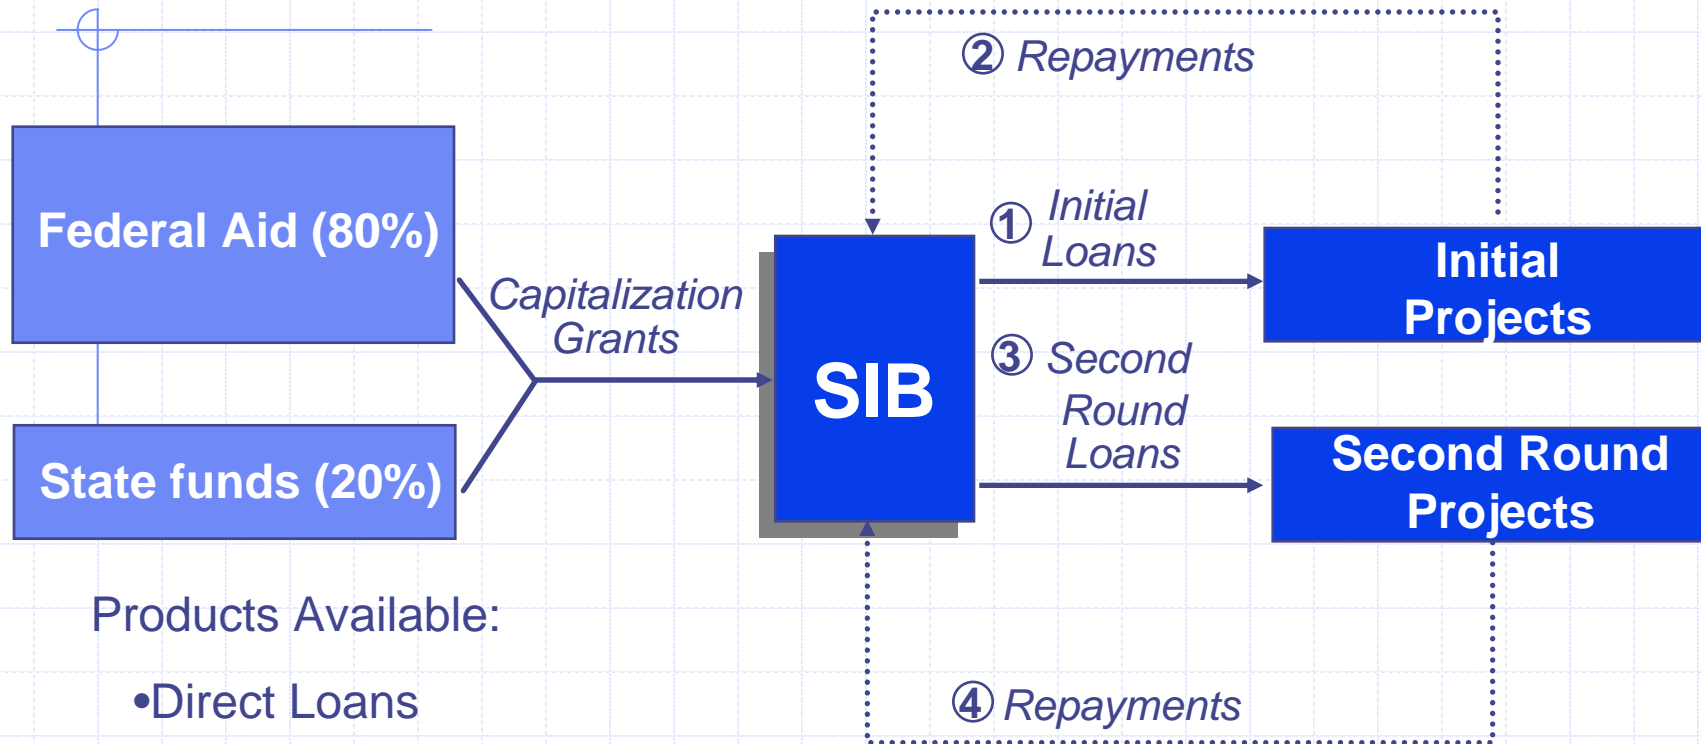 ② Repayments
Federal Aid (80%)
① Initial
Loans
Initial
Projects
Capitalization
Grants
SIB
③ Second
Round
Loans
State funds (20%)
Second Round
Projects
Products Available:
•Direct Loans
④ Repayments